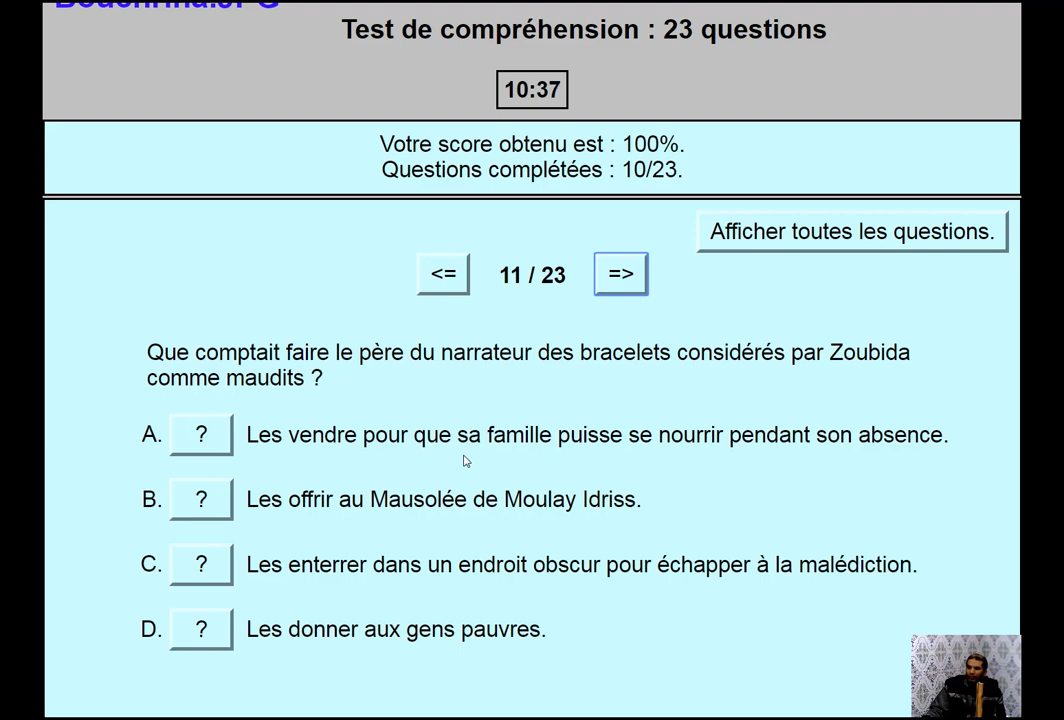 Test de compréhension : 23 questions
10:37
Votre score obtenu est : 100%.
Questions complétées : 10/23.
Afficher toutes les questions.
<= 11 / 23 =>
Que comptait faire le père du narrateur des bracelets considérés par Zoubida
comme maudits ?
A. ? Les vendre pour que sa famille puisse se nourrir pendant son absence.
B. ? Les offrir au Mausolée de Moulay Idriss.
C. ? Les enterrer dans un endroit obscur pour échapper à la malédiction.
D. ? Les donner aux gens pauvres.